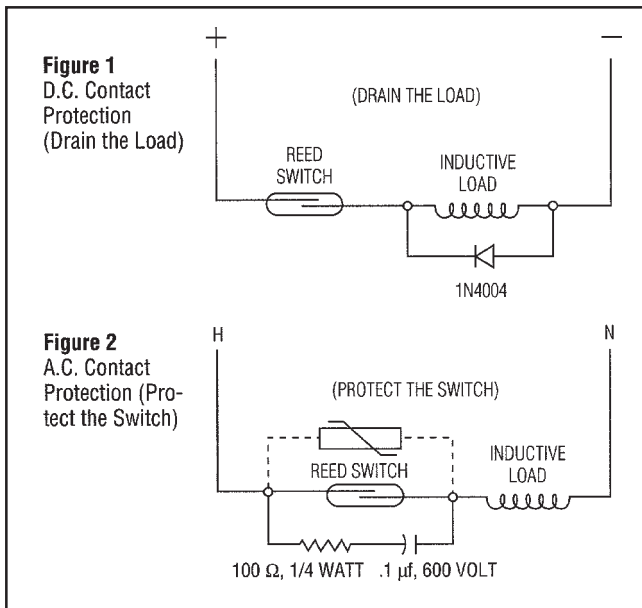 + −
Figure 1
D.C. Contact
Protection
(Drain the Load)
(DRAIN THE LOAD)
REED
SWITCH
INDUCTIVE
LOAD
1N4004
Figure 2
A.C. Contact
Protection (Pro-
tect the Switch)
H N
(PROTECT THE SWITCH)
REED SWITCH
INDUCTIVE
LOAD
100 Ω, 1/4 WATT .1 µf, 600 VOLT